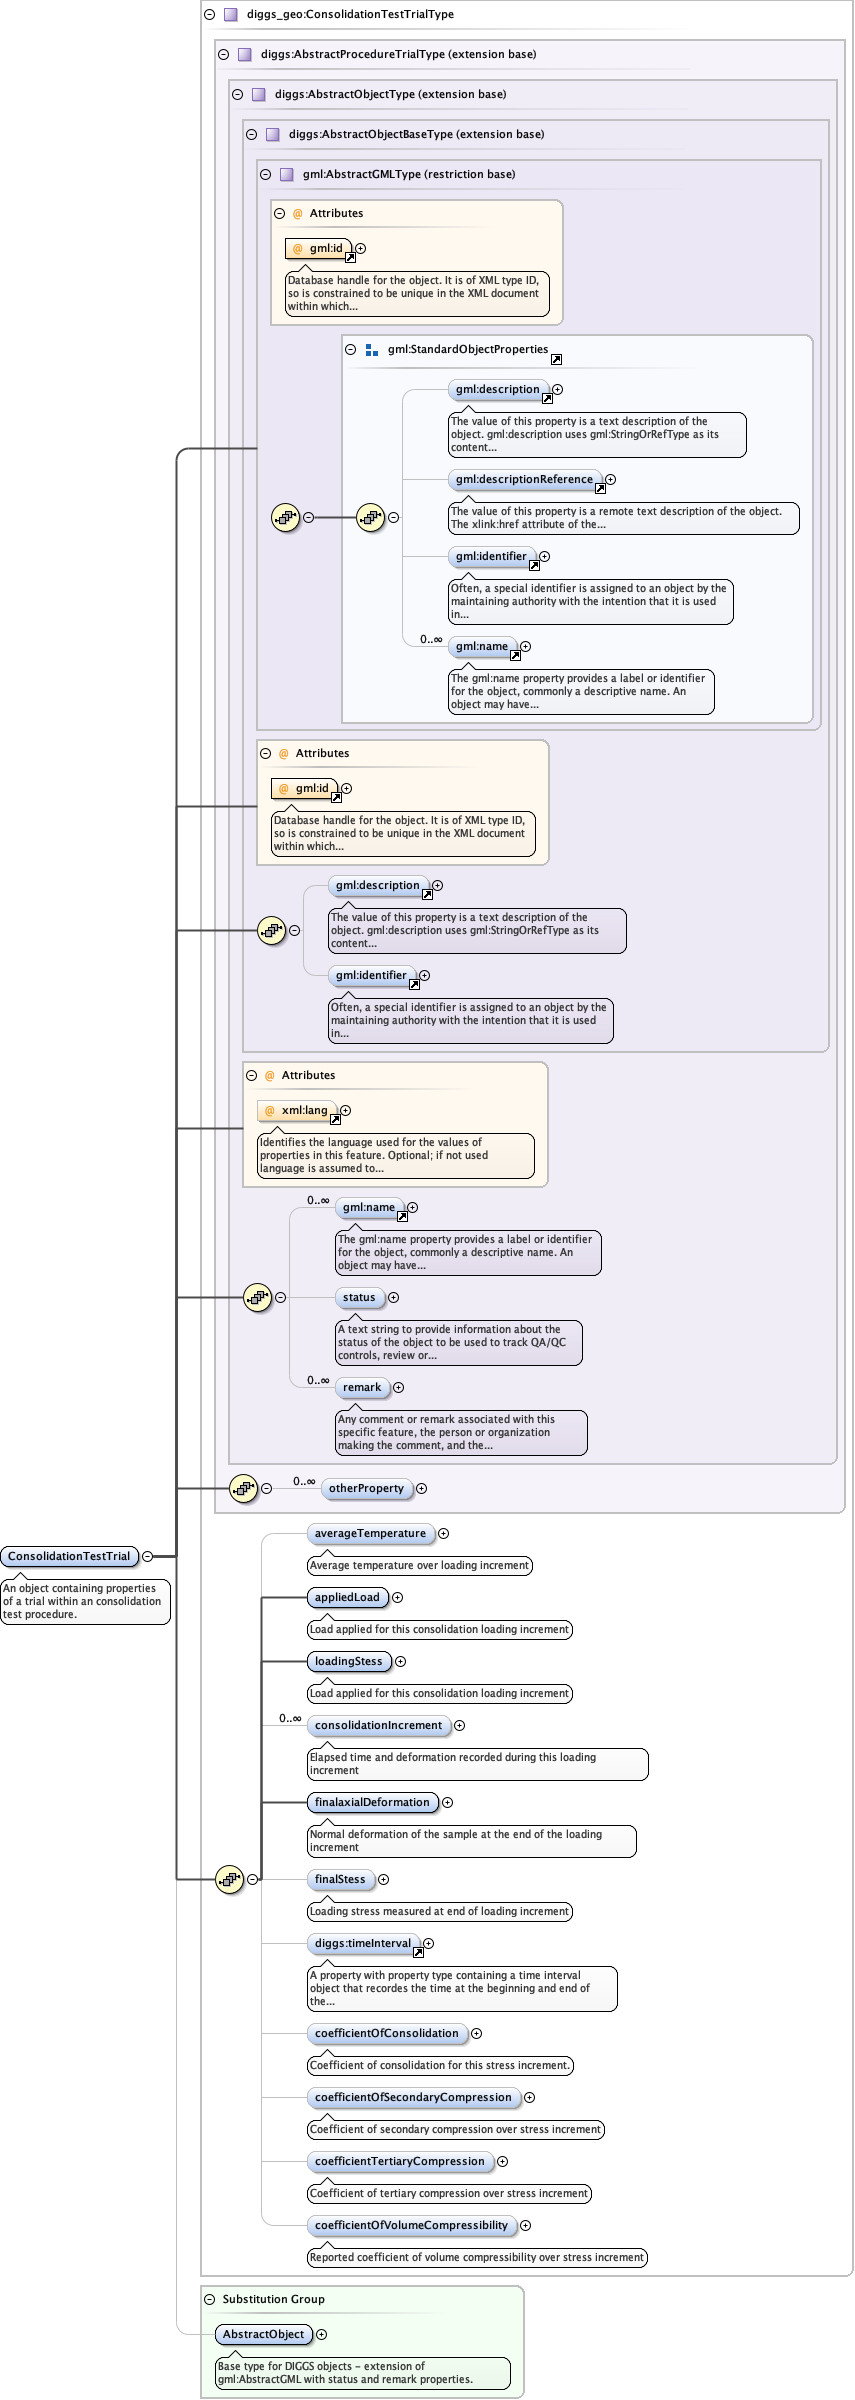 diggs_geo:ConsolidationTestTrialType
diggs:AbstractProcedureTrialType (extension base)
diggs:AbstractObjectType (extension base)
diggs:AbstractObjectBaseType (extension base)
gml:AbstractGMLType (restriction base)
@ Attributes
@ gml:id
Database handle for the object. It is of XML type ID,
so is constrained to be unique in the XML document
within which...
gml:StandardObjectProperties
gml:description
The value of this property is a text description of the
object. gml:description uses gml:StringOrRefType as its
content...
gml:descriptionReference
The value of this property is a remote text description of the object.
The xlink:href attribute of the...
gml:identifier
Often, a special identifier is assigned to an object by the
maintaining authority with the intention that it is used
in...
0..∞
gml:name
The gml:name property provides a label or identifier
for the object, commonly a descriptive name. An
object may have...
@ Attributes
@ gml:id
Database handle for the object. It is of XML type ID,
so is constrained to be unique in the XML document
within which...
gml:description
The value of this property is a text description of the
object. gml:description uses gml:StringOrRefType as its
content...
gml:identifier
Often, a special identifier is assigned to an object by the
maintaining authority with the intention that it is used
in...
@ Attributes
@ xml:lang
Identifies the language used for the values of
properties in this feature. Optional; if not used
language is assumed to...
0..∞
gml:name
The gml:name property provides a label or identifier
for the object, commonly a descriptive name. An
object may have...
status
A text string to provide information about the
status of the object to be used to track QA/QC
controls, review or...
0..∞
remark
Any comment or remark associated with this
specific feature, the person or organization
making the comment, and the...
0..∞
otherProperty
ConsolidationTestTrial
An object containing properties
of a trial within an consolidation
test procedure.
averageTemperature
Average temperature over loading increment
appliedLoad
Load applied for this consolidation loading increment
loadingStess
Load applied for this consolidation loading increment
0..∞
consolidationIncrement
Elapsed time and deformation recorded during this loading
increment
finalaxialDeformation
Normal deformation of the sample at the end of the loading
increment
finalStess
Loading stress measured at end of loading increment
diggs:timeInterval
A property with property type containing a time interval
object that recordes the time at the beginning and end of
the...
coefficientOfConsolidation
Coefficient of consolidation for this stress increment.
coefficientOfSecondaryCompression
Coefficient of secondary compression over stress increment
coefficientTertiaryCompression
Coefficient of tertiary compression over stress increment
coefficientOfVolumeCompressibility
Reported coefficient of volume compressibility over stress increment
Substitution Group
AbstractObject
Base type for DIGGS objects - extension of
gml:AbstractGML with status and remark properties.